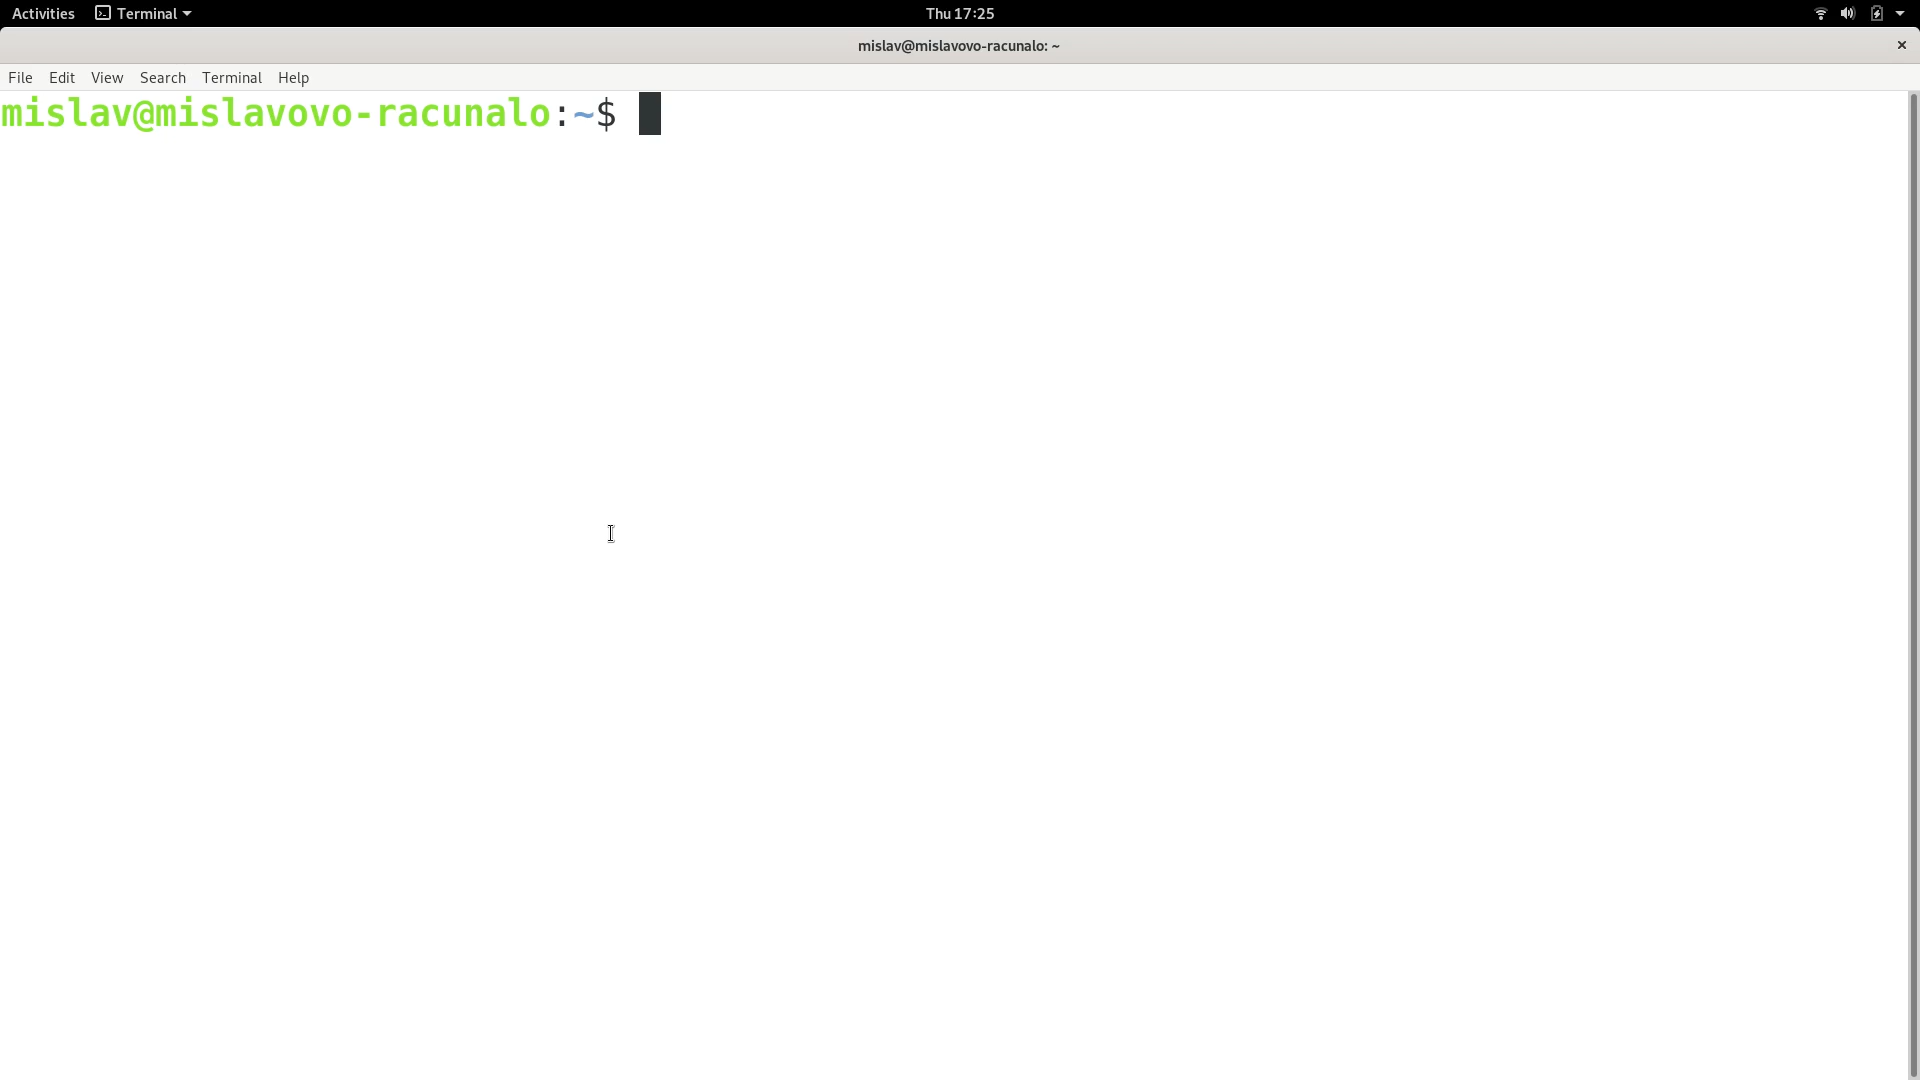 Activities Terminal Thu 17:25
mislav@mislavovo-racunalo: ~
File Edit View Search Terminal Help
mislav@mislavovo-racunalo:~$